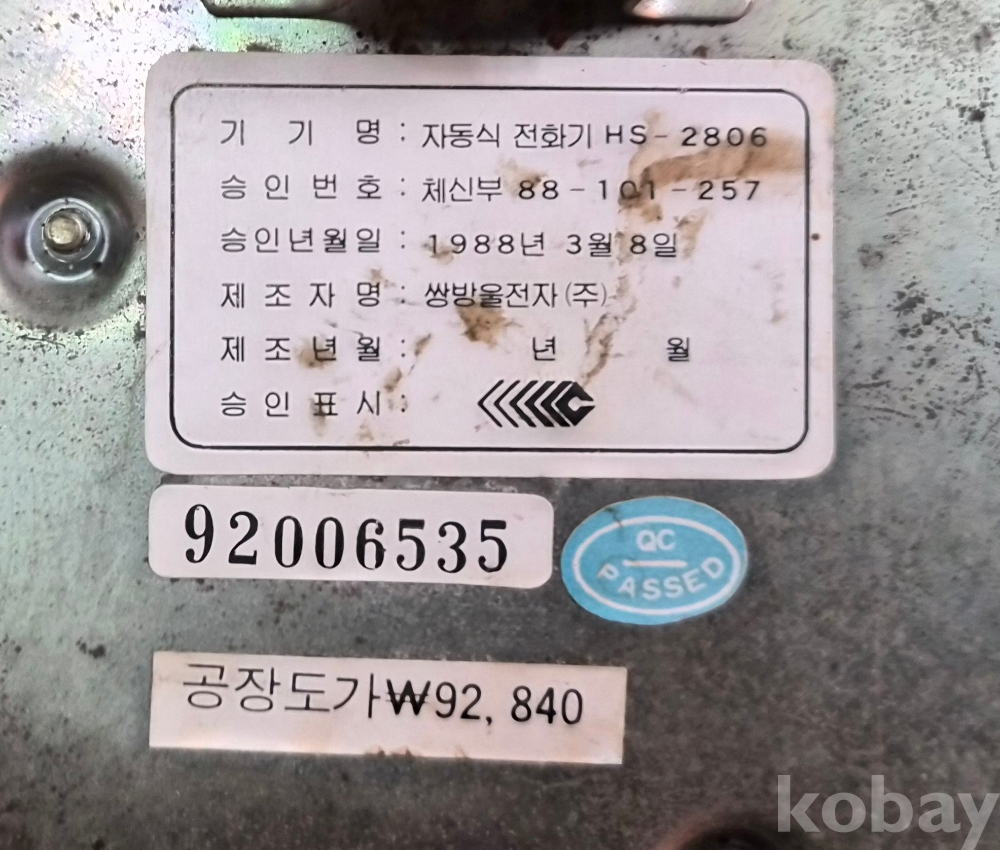 기 기 명 : 자동식 전화기 HS - 2806
승 인 번 호 : 체신부 88 - 101 - 257
승인년월일 : 1988년 3월 8일
제 조 자 명 : 쌍방울전자(주)
제 조 년 월 : 년 월
승 인 표 시 :
92006535
QC
PASSED
공장도가₩92, 840
kobay